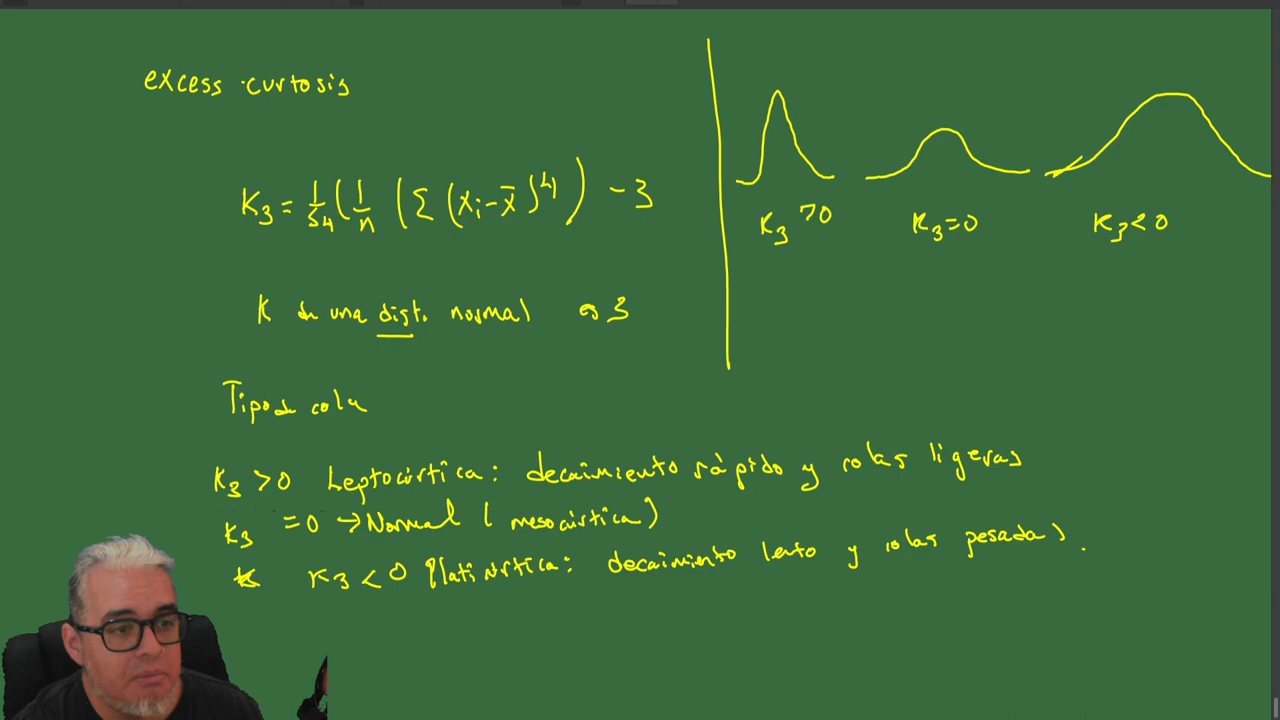 excess curtosis
K₃ = 1/S₄ (1/n (Σ (xᵢ - x̄)⁴) - 3
K₃ >0
K₃=0
K₃<0
K de una dist. normal es 3
Tipo de cola
K₃ >0 Leptocúrtica: decaimiento rápido y colas ligeras
K₃ =0 → Normal (mesocúrtica)
K K₃ <0 Platicúrtica: decaimiento lento y colas pesadas.